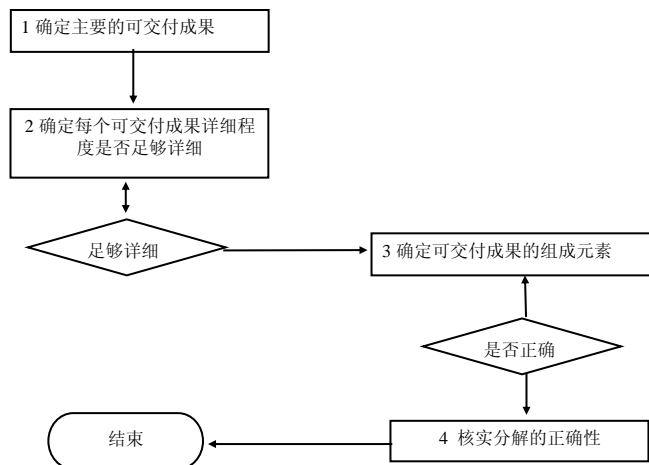 1 确定主要的可交付成果
2 确定每个可交付成果详细程
度是否足够详细
足够详细
3 确定可交付成果的组成元素
是否正确
结束
4 核实分解的正确性